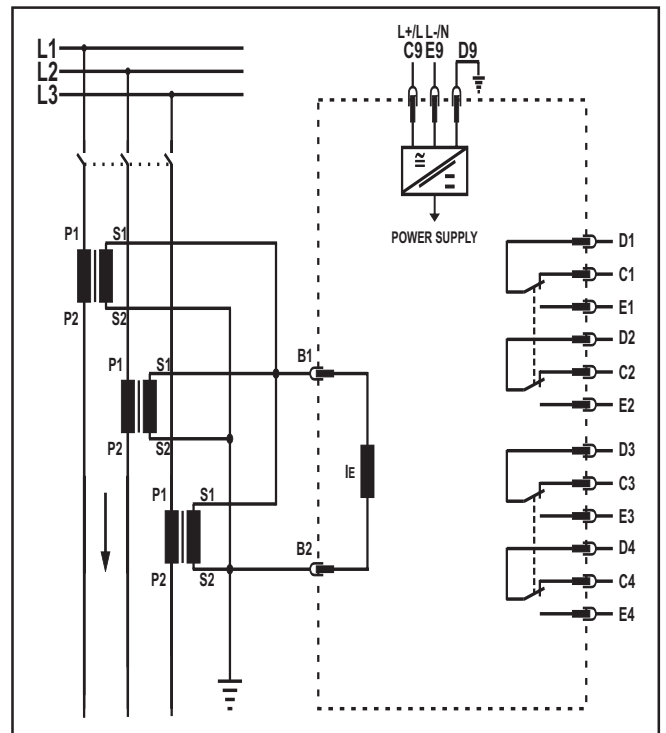 L1
L2
L3
L+/L L-/N
C9 E9 D9
POWER SUPPLY
P1 S1
P2 S2
P1 S1
P2 S2
P1 S1
P2 S2
B1
IE
B2
D1
C1
E1
D2
C2
E2
D3
C3
E3
D4
C4
E4